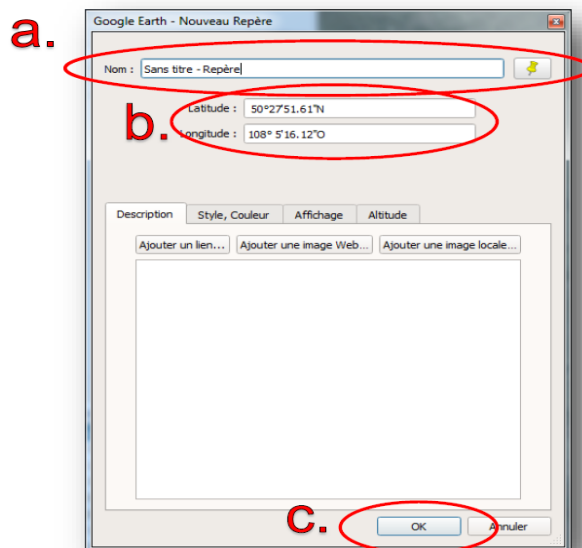 a.
Google Earth - Nouveau Repère
Nom : Sans titre - Repère
b.
Latitude : 50°27'51.61"N
Longitude : 108° 5'16.12"O
Description Style, Couleur Affichage Altitude
Ajouter un lien... Ajouter une image Web... Ajouter une image locale...
c.
OK Annuler